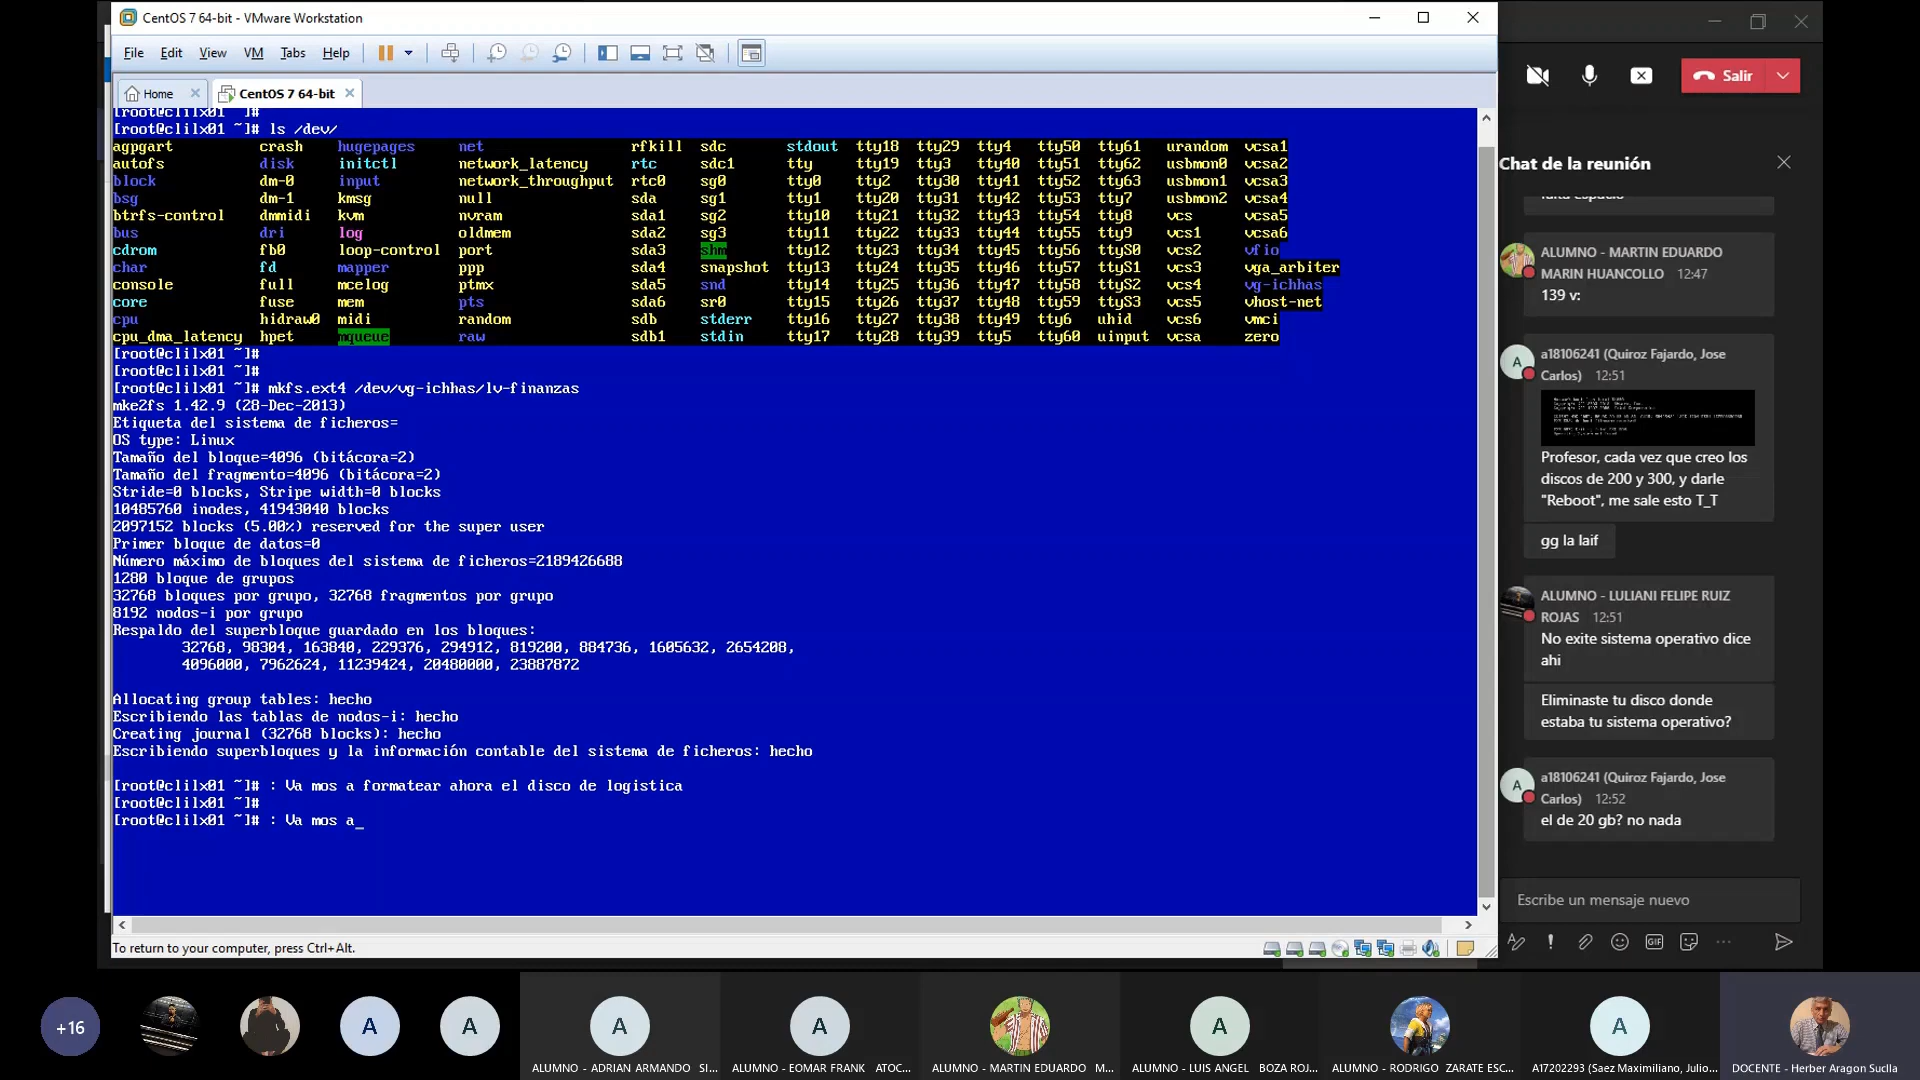 CentOS 7 64-bit - VMware Workstation
File Edit View VM Tabs Help
Home CentOS 7 64-bit
[root@clilx01 ~]#
[root@clilx01 ~]# ls /dev/
agpgart crash hugepages net rfkill sdc stdout tty18 tty29 tty4 tty50 tty61 urandom vcsa1
autofs disk initctl network_latency rtc sdc1 tty tty19 tty3 tty40 tty51 tty62 usbmon0 vcsa2
block dm-0 input network_throughput rtc0 sg0 tty0 tty2 tty30 tty41 tty52 tty63 usbmon1 vcsa3
bsg dm-1 kmsg null sda sg1 tty1 tty20 tty31 tty42 tty53 tty7 usbmon2 vcsa4
btrfs-control dmmidi kvm nvram sda1 sg2 tty10 tty21 tty32 tty43 tty54 tty8 vcs vcsa5
bus dri log oldmem sda2 sg3 tty11 tty22 tty33 tty44 tty55 tty9 vcs1 vcsa6
cdrom fb0 loop-control port sda3 shm tty12 tty23 tty34 tty45 tty56 ttyS0 vcs2 vfio
char fd mapper ppp sda4 snapshot tty13 tty24 tty35 tty46 tty57 ttyS1 vcs3 vga_arbiter
console full mcelog ptmx sda5 snd tty14 tty25 tty36 tty47 tty58 ttyS2 vcs4 vg-ichhas
core fuse mem pts sda6 sr0 tty15 tty26 tty37 tty48 tty59 ttyS3 vcs5 vhost-net
cpu hidraw0 midi random sdb stderr tty16 tty27 tty38 tty49 tty6 uhid vcs6 vmci
cpu_dma_latency hpet mqueue raw sdb1 stdin tty17 tty28 tty39 tty5 tty60 uinput vcsa zero
[root@clilx01 ~]#
[root@clilx01 ~]#
[root@clilx01 ~]# mkfs.ext4 /dev/vg-ichhas/lv-finanzas
mke2fs 1.42.9 (28-Dec-2013)
Etiqueta del sistema de ficheros=
OS type: Linux
Tamaño del bloque=4096 (bitácora=2)
Tamaño del fragmento=4096 (bitácora=2)
Stride=0 blocks, Stripe width=0 blocks
10485760 inodes, 41943040 blocks
2097152 blocks (5.00%) reserved for the super user
Primer bloque de datos=0
Número máximo de bloques del sistema de ficheros=2189426688
1280 bloque de grupos
32768 bloques por grupo, 32768 fragmentos por grupo
8192 nodos-i por grupo
Respaldo del superbloque guardado en los bloques:
32768, 98304, 163840, 229376, 294912, 819200, 884736, 1605632, 2654208,
4096000, 7962624, 11239424, 20480000, 23887872
Allocating group tables: hecho
Escribiendo las tablas de nodos-i: hecho
Creating journal (32768 blocks): hecho
Escribiendo superbloques y la información contable del sistema de ficheros: hecho
[root@clilx01 ~]# : Va mos a formatear ahora el disco de logistica
[root@clilx01 ~]#
[root@clilx01 ~]# : Va mos a_
To return to your computer, press Ctrl+Alt.
Salir
Chat de la reunión
falta espacio
ALUMNO - MARTIN EDUARDO
MARIN HUANCOLLO 12:47
139 v:
A
a18106241 (Quiroz Fajardo, Jose
Carlos) 12:51
Profesor, cada vez que creo los
discos de 200 y 300, y darle
"Reboot", me sale esto T_T
gg la laif
ALUMNO - LULIANI FELIPE RUIZ
ROJAS 12:51
No exite sistema operativo dice
ahi
Eliminaste tu disco donde
estaba tu sistema operativo?
A
a18106241 (Quiroz Fajardo, Jose
Carlos) 12:52
el de 20 gb? no nada
Escribe un mensaje nuevo
GIF
+16
A A A A A A
ALUMNO - ADRIAN ARMANDO SI...
ALUMNO - EOMAR FRANK ATOC...
ALUMNO - MARTIN EDUARDO M...
ALUMNO - LUIS ANGEL BOZA ROJ...
ALUMNO - RODRIGO ZARATE ESC...
A17202293 (Saez Maximiliano, Julio...
DOCENTE - Herber Aragon Suclla